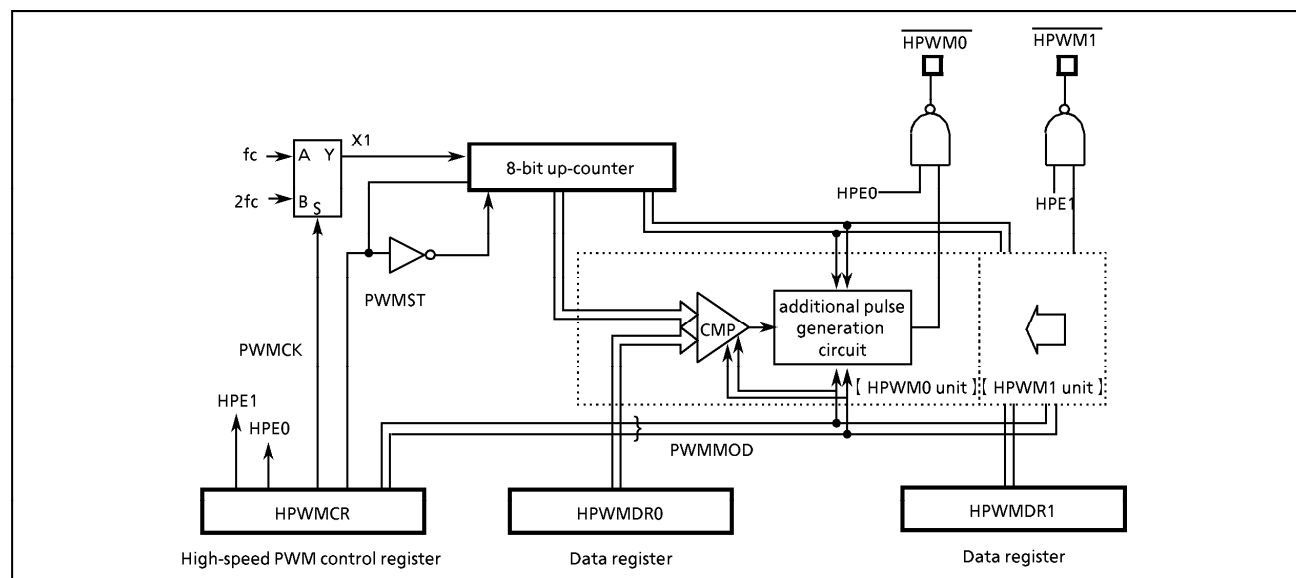 HPWM0 HPWM1
X1
fc A Y
8-bit up-counter
2fc B S
HPE0 HPE1
PWMST
additional pulse
generation
circuit
CMP
PWMCK
【 HPWM0 unit 】【 HPWM1 unit 】
HPE1
HPE0
PWMMOD
HPWMCR HPWMDR0 HPWMDR1
High-speed PWM control register Data register Data register